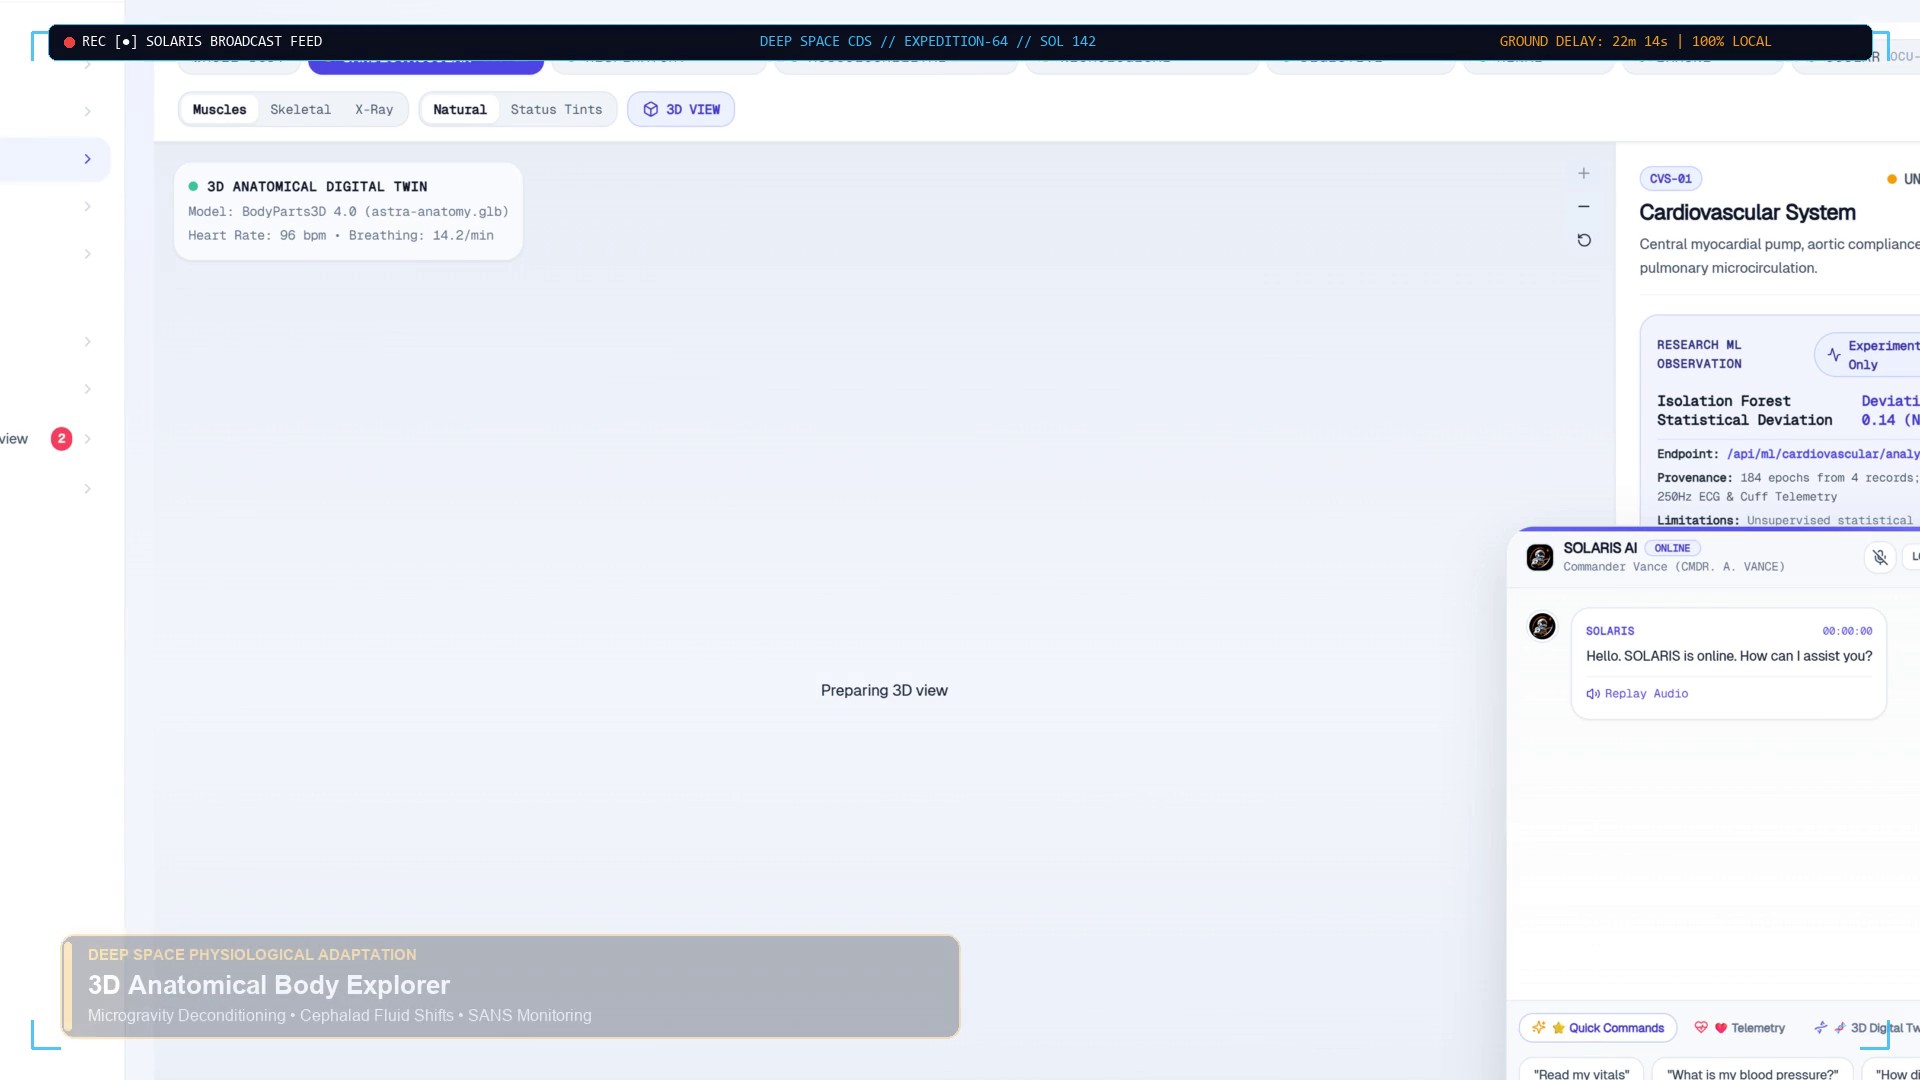 REC [●] SOLARIS BROADCAST FEED
DEEP SPACE CDS // EXPEDITION-64 // SOL 142
GROUND DELAY: 22m 14s | 100% LOCAL
Muscles Skeletal X-Ray
Natural Status Tints
3D VIEW
3D ANATOMICAL DIGITAL TWIN
Model: BodyParts3D 4.0 (astra-anatomy.glb)
Heart Rate: 96 bpm • Breathing: 14.2/min
view 2
Preparing 3D view
CVS-01
UN
Cardiovascular System
Central myocardial pump, aortic compliance
pulmonary microcirculation.
RESEARCH ML
OBSERVATION
Experiment
Only
Isolation Forest
Statistical Deviation
Deviati
0.14 (N
Endpoint: /api/ml/cardiovascular/analy
Provenance: 184 epochs from 4 records;
250Hz ECG & Cuff Telemetry
Limitations: Unsupervised statistical
SOLARIS AI ONLINE
Commander Vance (CMDR. A. VANCE)
SOLARIS 00:00:00
Hello. SOLARIS is online. How can I assist you?
Replay Audio
Quick Commands
Telemetry
3D Digital Tw
"Read my vitals"
"What is my blood pressure?"
"How di
DEEP SPACE PHYSIOLOGICAL ADAPTATION
3D Anatomical Body Explorer
Microgravity Deconditioning • Cephalad Fluid Shifts • SANS Monitoring